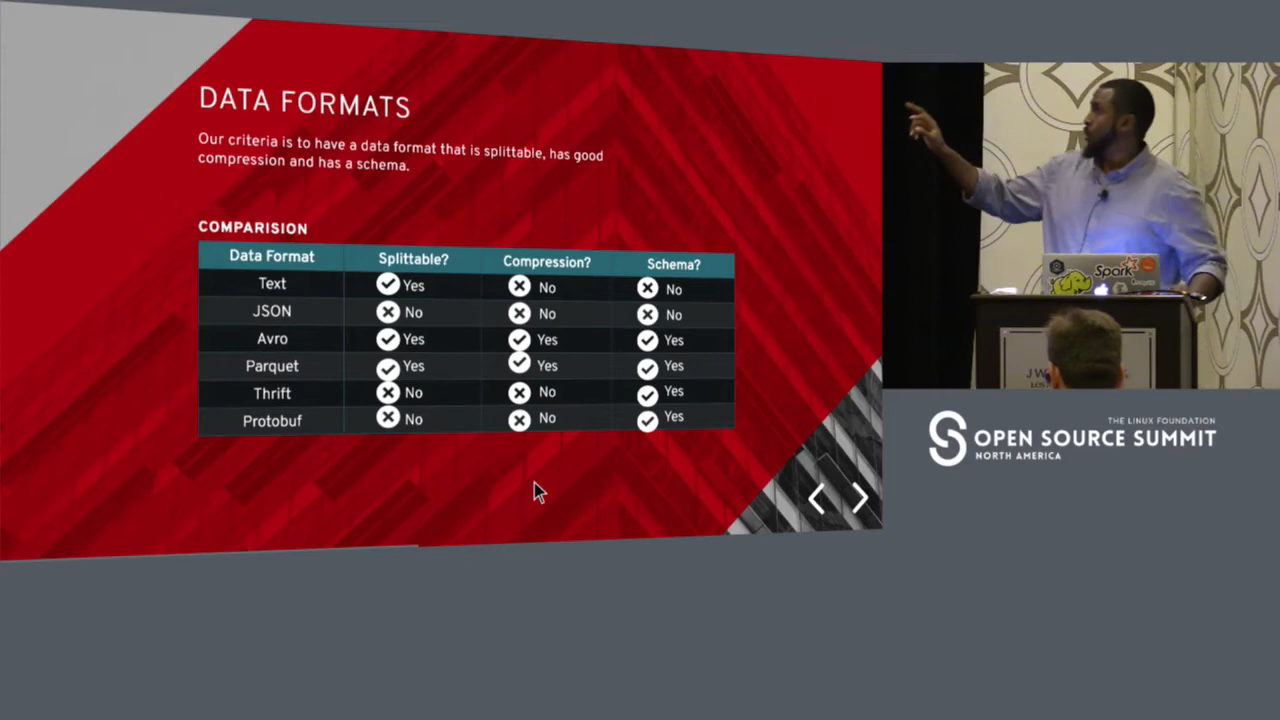 DATA FORMATS
Our criteria is to have a data format that is splittable, has good
compression and has a schema.
COMPARISION
Data Format Splittable? Compression? Schema?
Text Yes No No
JSON No No No
Avro Yes Yes Yes
Parquet Yes Yes Yes
Thrift No No Yes
Protobuf No No Yes
Spark
THE LINUX FOUNDATION
OPEN SOURCE SUMMIT
NORTH AMERICA